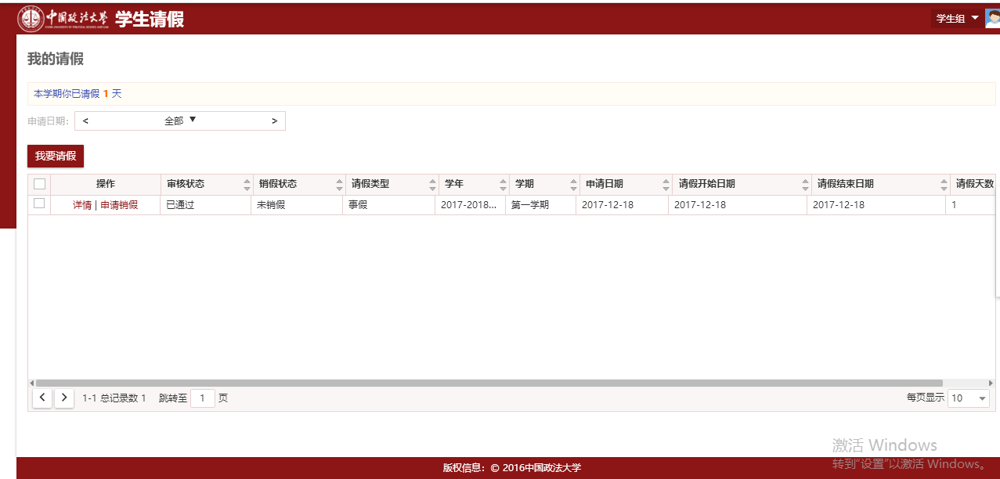 中国政法大学 学生请假 学生组
CHINA UNIVERSITY OF POLITICAL SCIENCE AND LAW
我的请假
本学期你已请假 1 天
申请日期: < 全部 ▼ >
我要请假
操作 审核状态 销假状态 请假类型 学年 学期 申请日期 请假开始日期 请假结束日期 请假天数
详情 | 申请销假 已通过 未销假 事假 2017-2018... 第一学期 2017-12-18 2017-12-18 2017-12-18 1
< > 1-1 总记录数 1 跳转至 1 页 每页显示 10
激活 Windows
转到"设置"以激活 Windows。
版权信息：© 2016中国政法大学